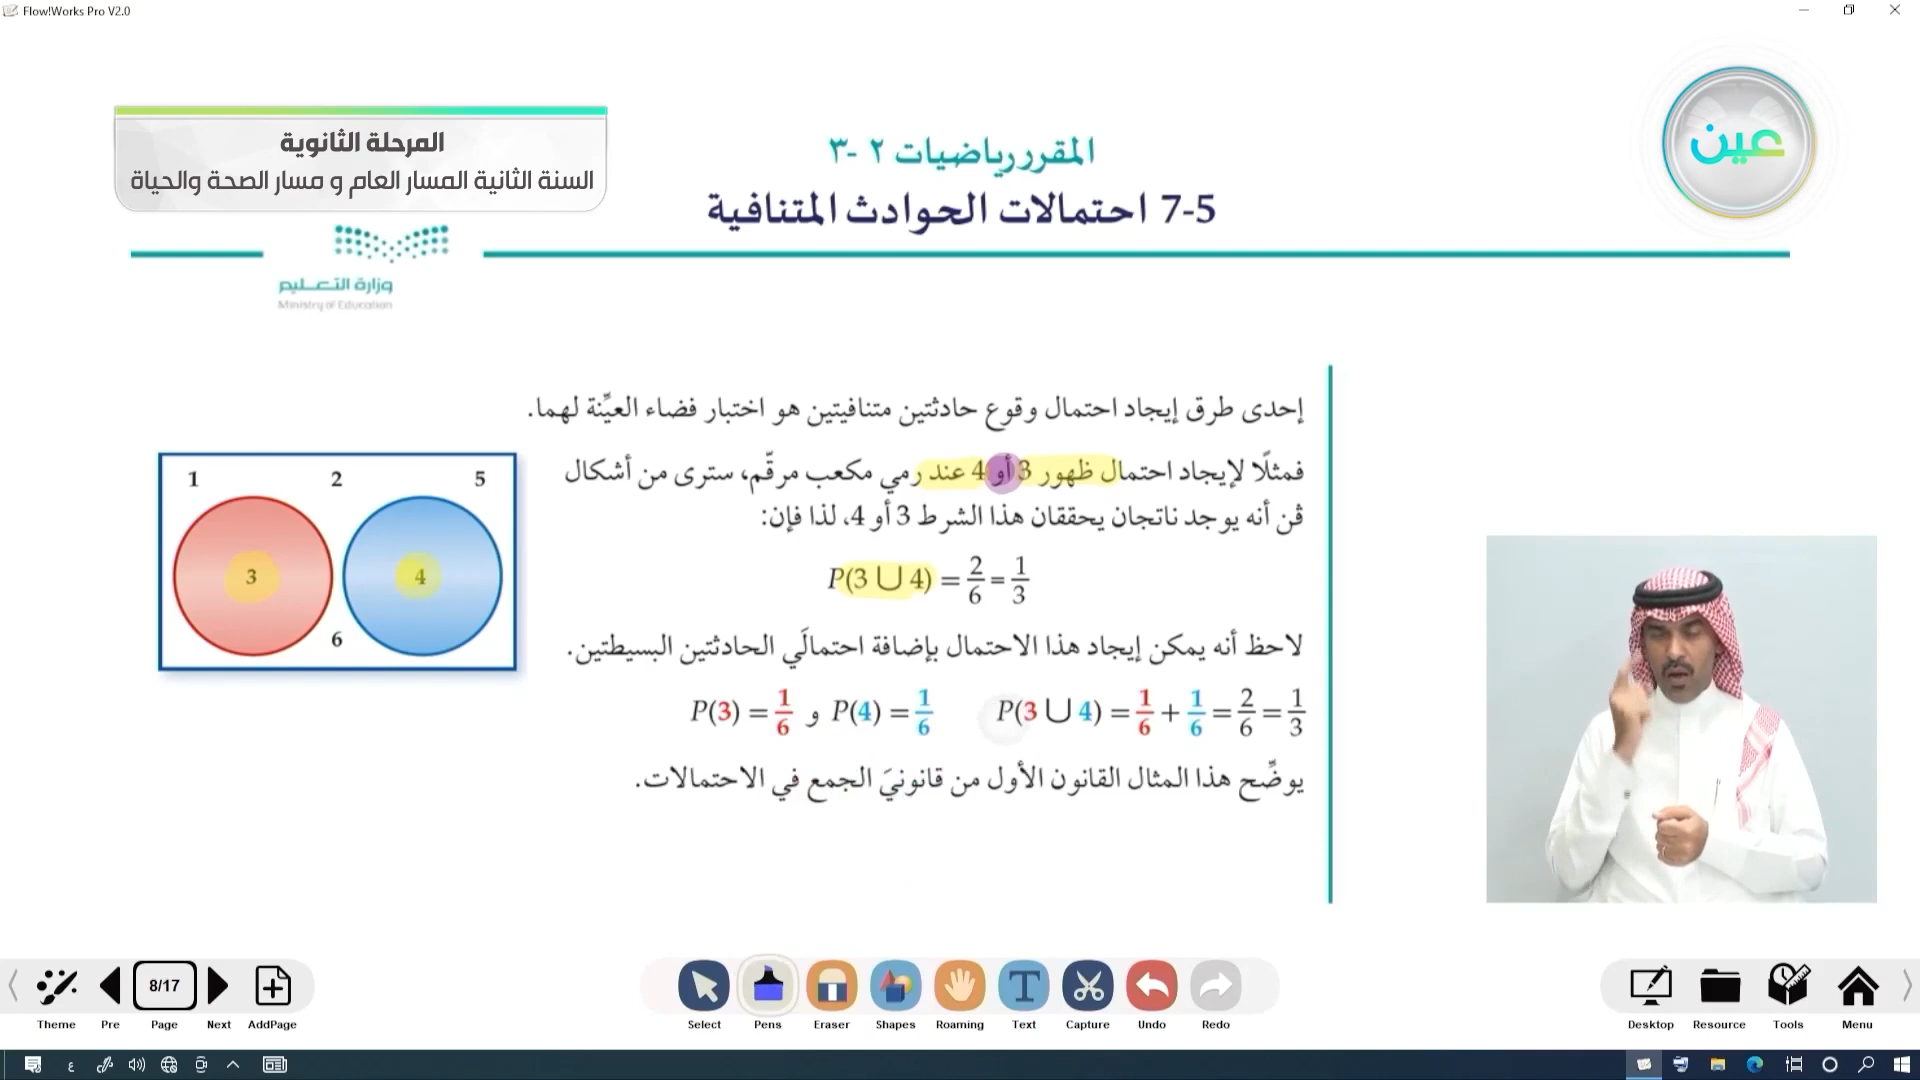 Flow!Works Pro V2.0
المرحلة الثانوية
السنة الثانية المسار العام و مسار الصحة والحياة
المقرر رياضيات ٢ -٣
7-5 احتمالات الحوادث المتنافية
عين
وزارة التعليم
Ministry of Education
إحدى طرق إيجاد احتمال وقوع حادثتين متنافيتين هو اختبار فضاء العيِّنة لهما.
فمثلًا لإيجاد احتمال ظهور 3 أو 4 عند رمي مكعب مرقّم، سترى من أشكال
ڤن أنه يوجد ناتجان يحققان هذا الشرط 3 أو 4، لذا فإن:
P(3 ∪ 4) = 2/6 = 1/3
لاحظ أنه يمكن إيجاد هذا الاحتمال بإضافة احتمالَي الحادثتين البسيطتين.
P(3) = 1/6 و P(4) = 1/6 P(3 ∪ 4) = 1/6 + 1/6 = 2/6 = 1/3
يوضِّح هذا المثال القانون الأول من قانونيَ الجمع في الاحتمالات.
1 2 5
3 4
6
8/17
Theme Pre Page Next AddPage
Select Pens Eraser Shapes Roaming Text Capture Undo Redo
Desktop Resource Tools Menu
ع